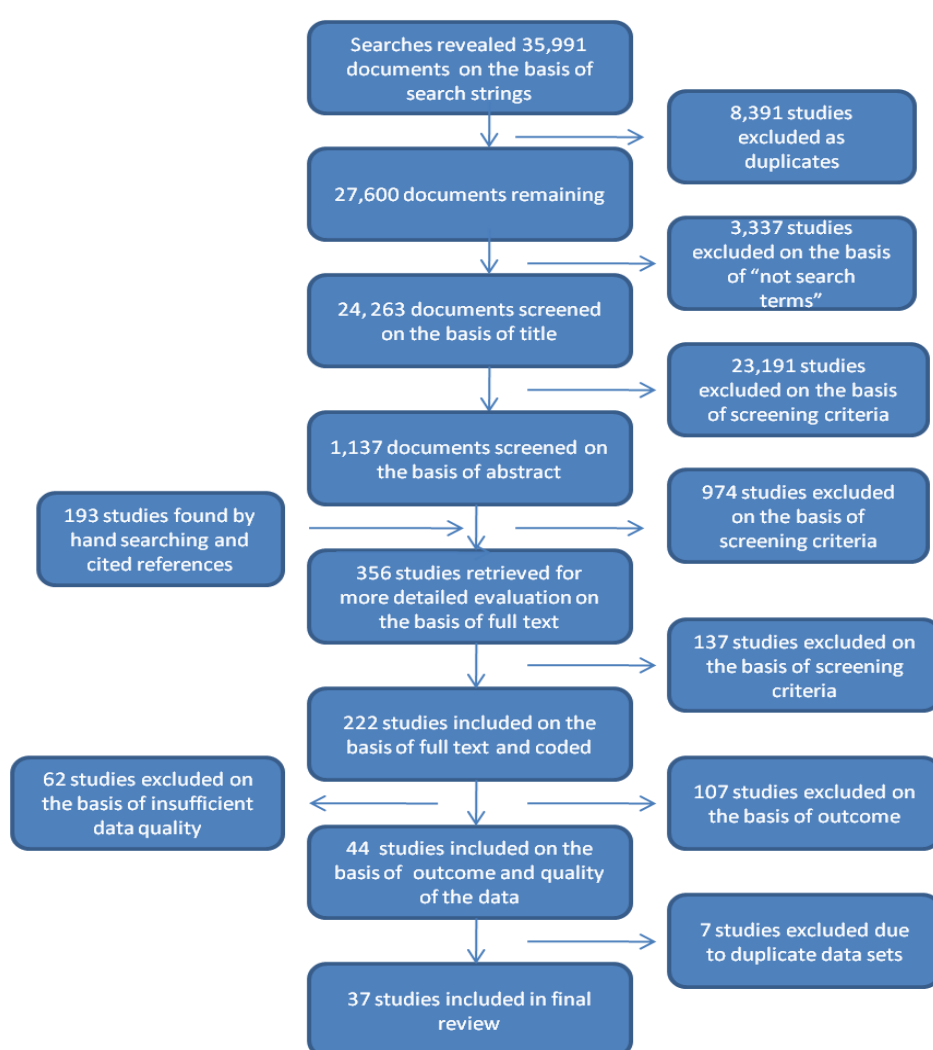 Searches revealed 35,991
documents on the basis of
search strings
8,391 studies
excluded as
duplicates
27,600 documents remaining
3,337 studies
excluded on the basis
of “not search
terms”
24, 263 documents screened
on the basis of title
23,191 studies
excluded on the basis
of screening criteria
1,137 documents screened on
the basis of abstract
193 studies found by
hand searching and
cited references
974 studies excluded
on the basis of
screening criteria
356 studies retrieved for
more detailed evaluation on
the basis of full text
137 studies excluded on
the basis of screening
criteria
222 studies included on the
basis of full text and coded
62 studies excluded on
the basis of insufficient
data quality
107 studies excluded on
the basis of outcome
44 studies included on the
basis of outcome and quality
of the data
7 studies excluded due
to duplicate data sets
37 studies included in final
review